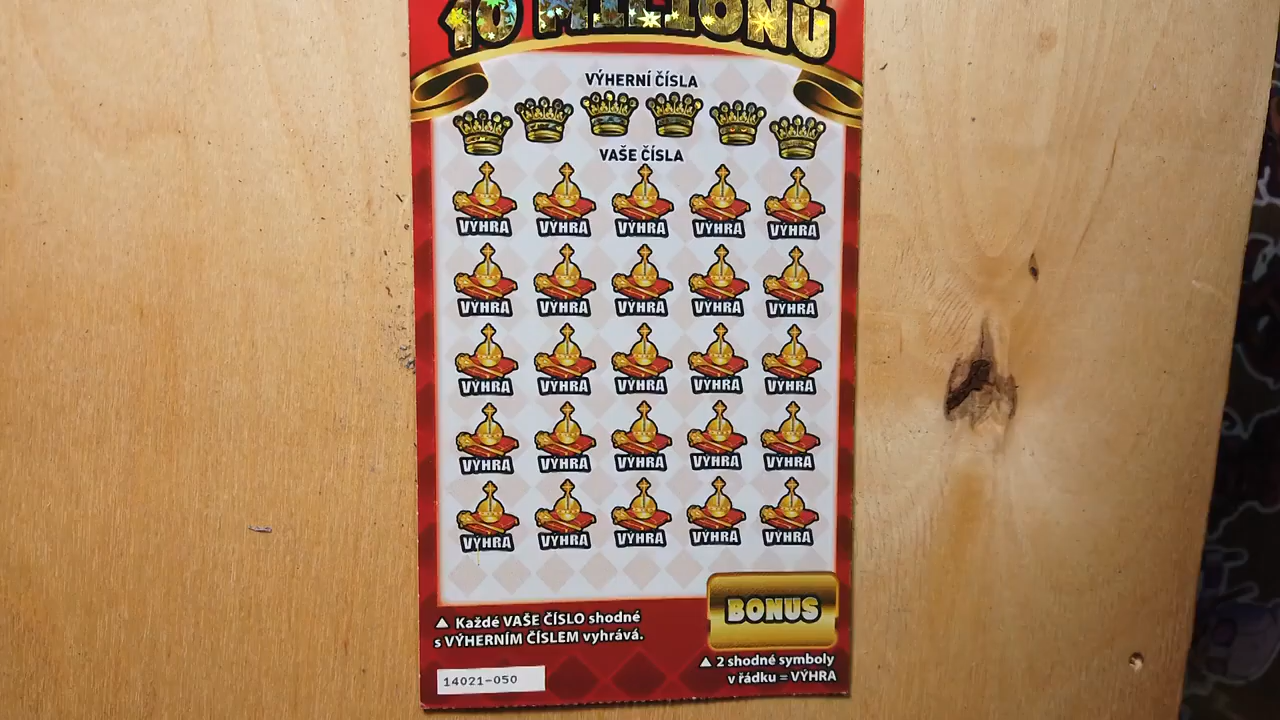 10 MILIONŮ
VÝHERNÍ ČÍSLA
VAŠE ČÍSLA
VÝHRA VÝHRA VÝHRA VÝHRA VÝHRA
VÝHRA VÝHRA VÝHRA VÝHRA VÝHRA
VÝHRA VÝHRA VÝHRA VÝHRA VÝHRA
VÝHRA VÝHRA VÝHRA VÝHRA VÝHRA
VÝHRA VÝHRA VÝHRA VÝHRA VÝHRA
BONUS
▲ Každé VAŠE ČÍSLO shodné
s VÝHERNÍM ČÍSLEM vyhrává.
▲ 2 shodné symboly
v řádku = VÝHRA
14021-050